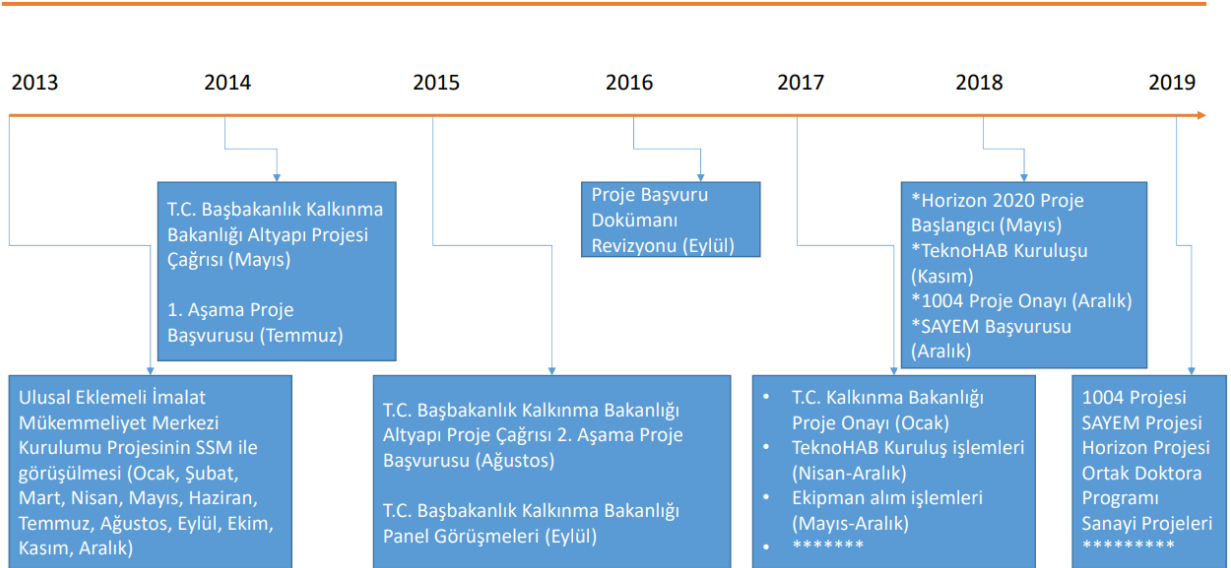 2013
2014
2015
2016
2017
2018
2019
T.C. Başbakanlık Kalkınma
Bakanlığı Altyapı Projesi
Çağrısı (Mayıs)
1. Aşama Proje
Başvurusu (Temmuz)
Proje Başvuru
Dokümanı
Revizyonu (Eylül)
*Horizon 2020 Proje
Başlangıcı (Mayıs)
*TeknoHAB Kuruluşu
(Kasım)
*1004 Proje Onayı (Aralık)
*SAYEM Başvurusu
(Aralık)
Ulusal Eklemeli İmalat
Mükemmeliyet Merkezi
Kurulumu Projesinin SSM ile
görüşülmesi (Ocak, Şubat,
Mart, Nisan, Mayıs, Haziran,
Temmuz, Ağustos, Eylül, Ekim,
Kasım, Aralık)
T.C. Başbakanlık Kalkınma Bakanlığı
Altyapı Proje Çağrısı 2. Aşama Proje
Başvurusu (Ağustos)
T.C. Başbakanlık Kalkınma Bakanlığı
Panel Görüşmeleri (Eylül)
• T.C. Kalkınma Bakanlığı
Proje Onayı (Ocak)
• TeknoHAB Kuruluş işlemleri
(Nisan-Aralık)
• Ekipman alım işlemleri
(Mayıs-Aralık)
• *******
1004 Projesi
SAYEM Projesi
Horizon Projesi
Ortak Doktora
Programı
Sanayi Projeleri
*********